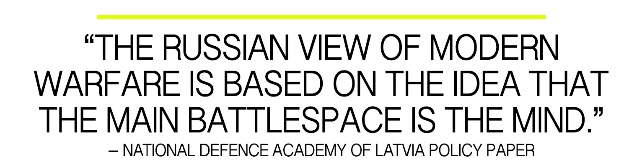 “THE RUSSIAN VIEW OF MODERN
WARFARE IS BASED ON THE IDEA THAT
THE MAIN BATTLESPACE IS THE MIND.”
– NATIONAL DEFENCE ACADEMY OF LATVIA POLICY PAPER